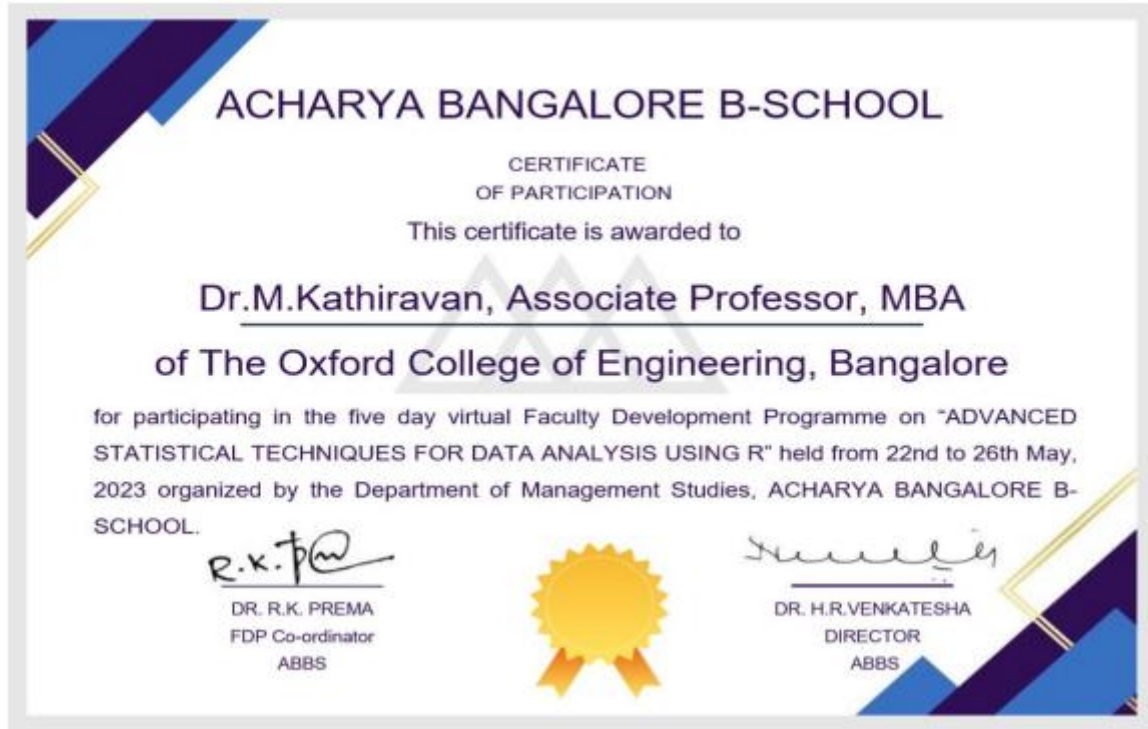 ACHARYA BANGALORE B-SCHOOL
CERTIFICATE
OF PARTICIPATION
This certificate is awarded to
Dr.M.Kathiravan, Associate Professor, MBA
of The Oxford College of Engineering, Bangalore
for participating in the five day virtual Faculty Development Programme on “ADVANCED
STATISTICAL TECHNIQUES FOR DATA ANALYSIS USING R” held from 22nd to 26th May,
2023 organized by the Department of Management Studies, ACHARYA BANGALORE B-
SCHOOL.
R.K.
DR. R.K. PREMA
FDP Co-ordinator
ABBS
DR. H.R.VENKATESHA
DIRECTOR
ABBS